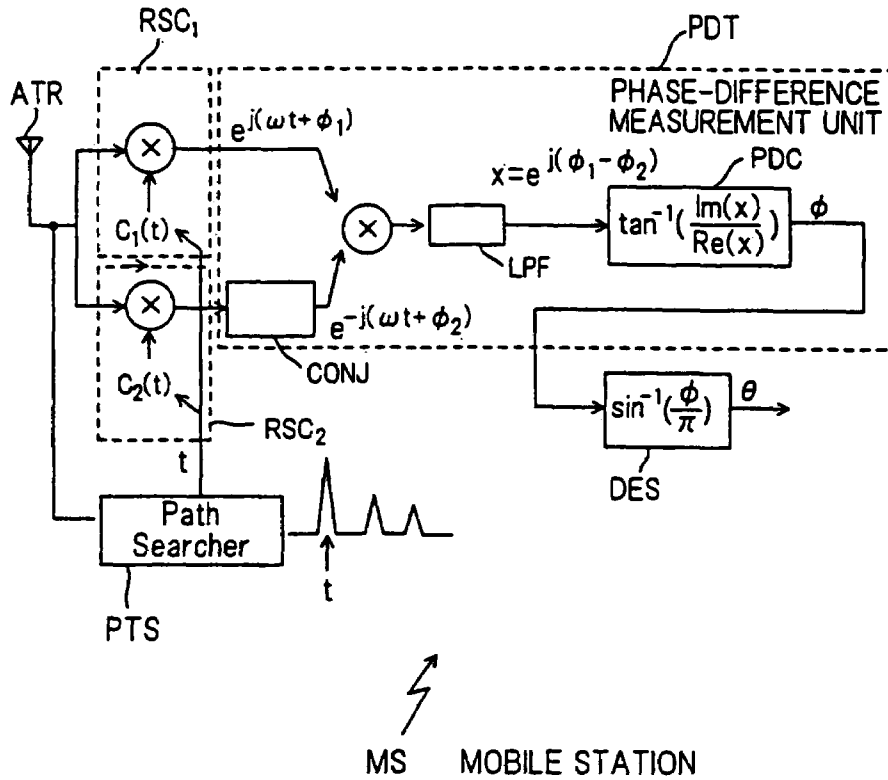 RSC₁
PDT
ATR
PHASE-DIFFERENCE
MEASUREMENT UNIT
e^j(ωt+ϕ₁)
x=e^j(ϕ₁-ϕ₂)
PDC
×
C₁(t)
×
LPF
tan⁻¹(Im(x)/Re(x))
ϕ
×
C₂(t)
e^-j(ωt+ϕ₂)
CONJ
RSC₂
sin⁻¹(ϕ/π)
θ
DES
t
Path
Searcher
t
PTS
MS MOBILE STATION